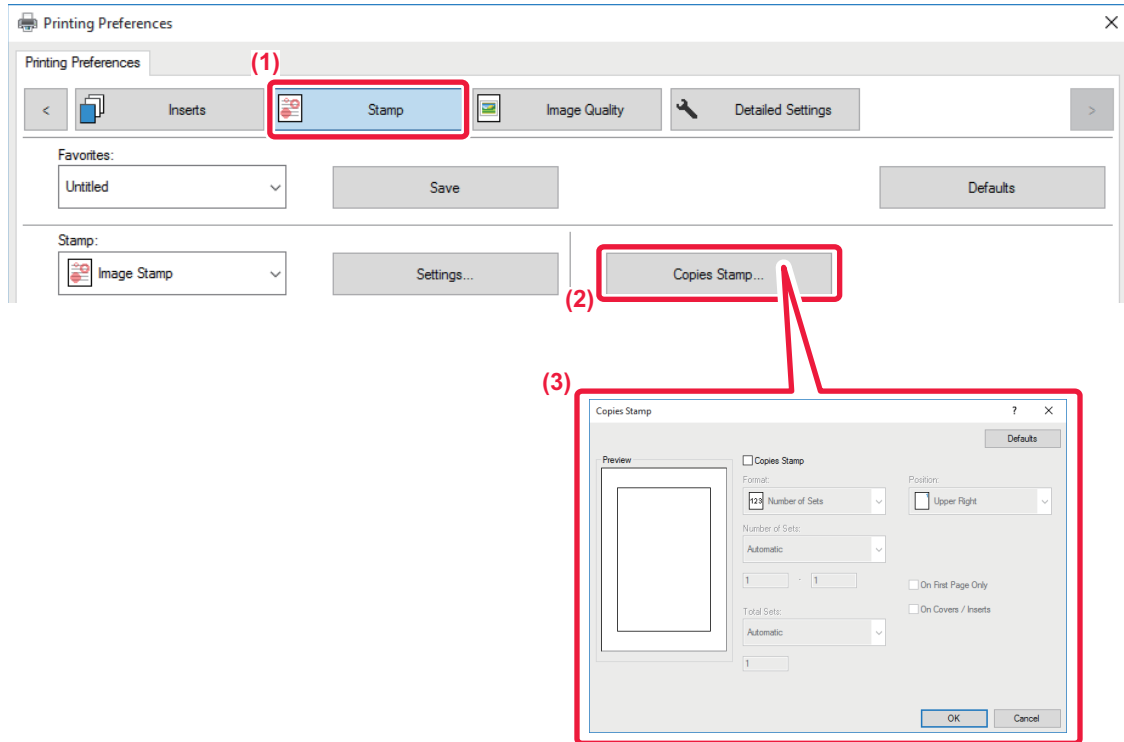 Printing Preferences
Printing Preferences
(1)
< Inserts Stamp Image Quality Detailed Settings >
Favorites:
Untitled Save Defaults
Stamp:
Image Stamp Settings... Copies Stamp...
(2)
(3)
Copies Stamp ? ×
Defaults
Preview Copies Stamp
Format: Position:
123 Number of Sets Upper Right
Number of Sets:
Automatic
1 - 1 On First Page Only
Total Sets: On Covers / Inserts
Automatic
1
OK Cancel